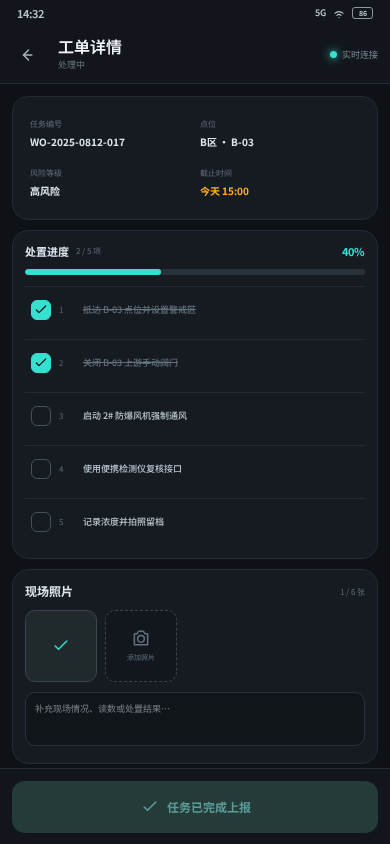 14:32
5G
86
工单详情
处理中
实时连接
任务编号
点位
WO-2025-0812-017
B区 · B-03
风险等级
截止时间
高风险
今天 15:00
处置进度 2 / 5 项
40%
1 抵达 B-03 点位并设置警戒区
2 关闭 B-03 上游手动阀门
3 启动 2# 防爆风机强制通风
4 使用便携检测仪复核接口
5 记录浓度并拍照留档
现场照片
1 / 6 张
添加照片
补充现场情况、读数或处置结果…
任务已完成上报